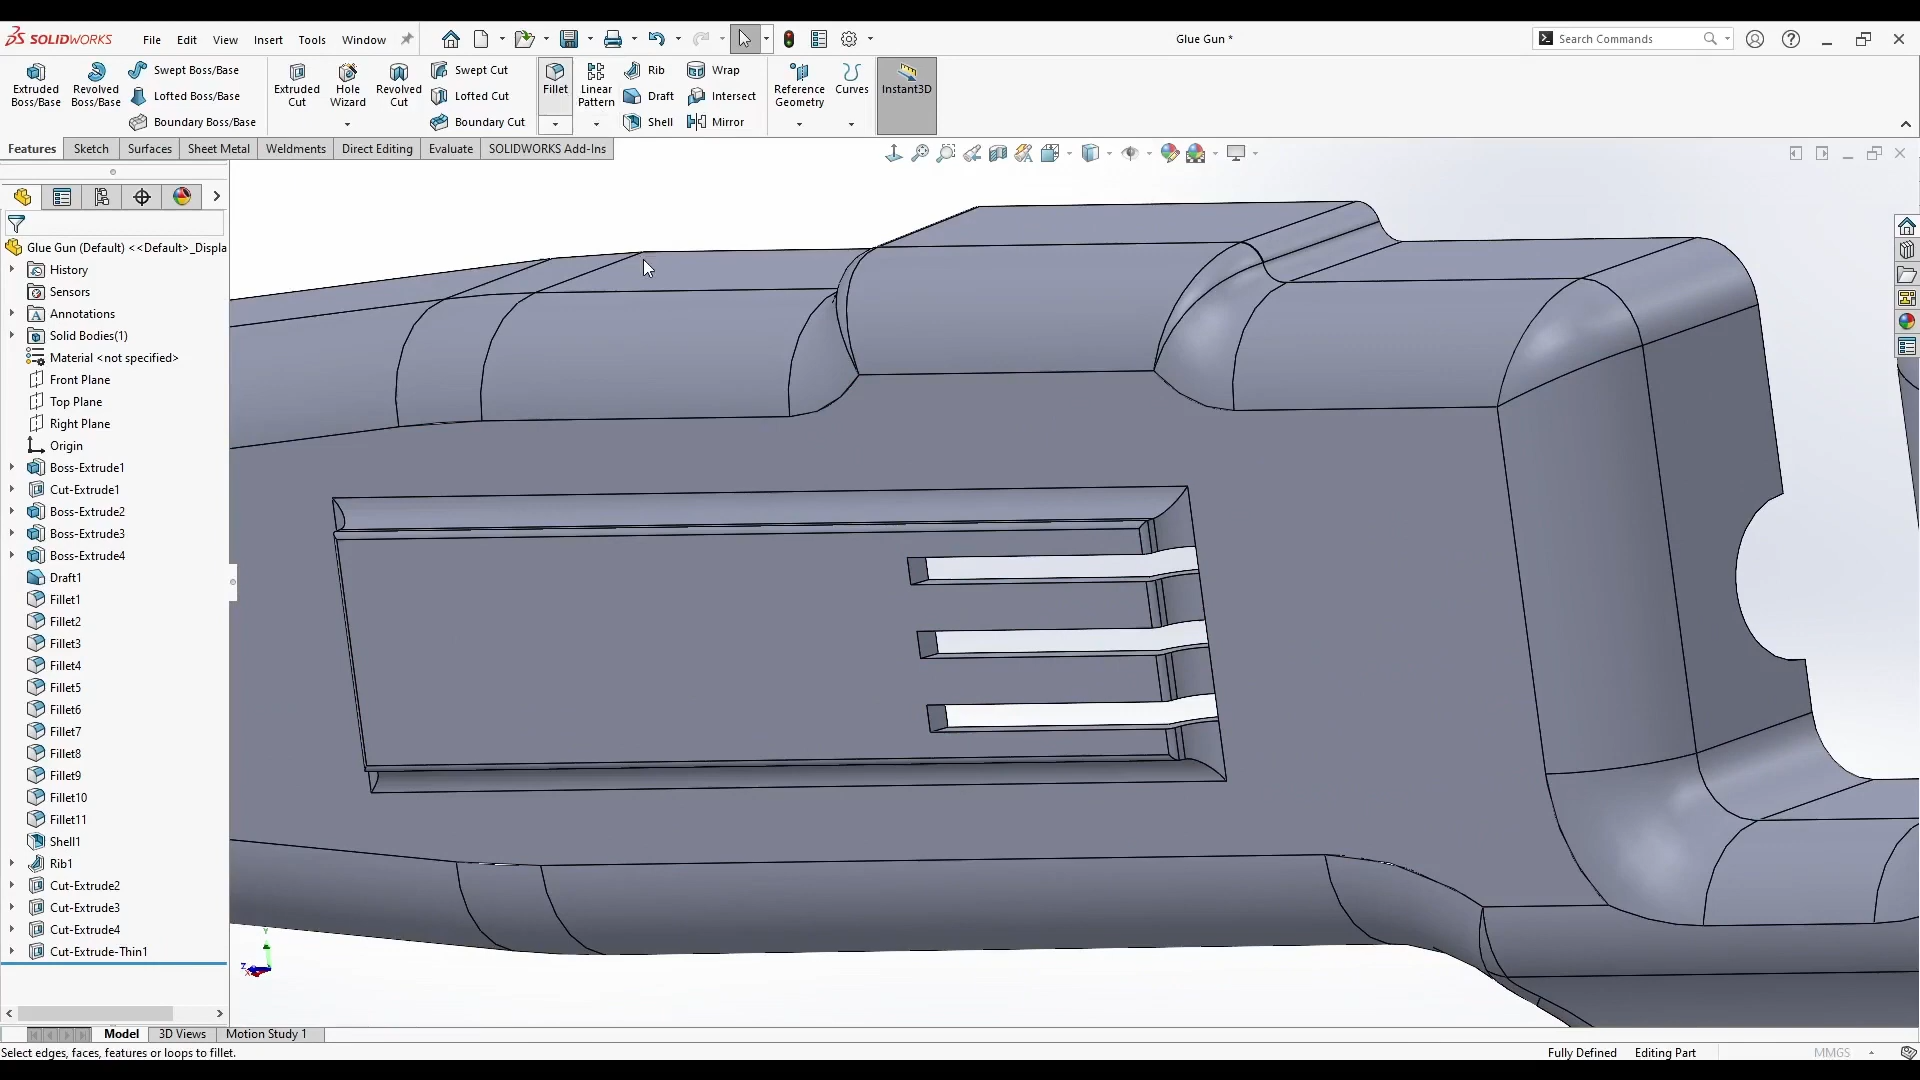 SOLIDWORKS
File Edit View Insert Tools Window
Glue Gun *
Search Commands
Extruded Boss/Base
Revolved Boss/Base
Swept Boss/Base
Lofted Boss/Base
Boundary Boss/Base
Extruded Cut
Hole Wizard
Revolved Cut
Swept Cut
Lofted Cut
Boundary Cut
Fillet
Linear Pattern
Rib
Draft
Shell
Wrap
Intersect
Mirror
Reference Geometry
Curves
Instant3D
Features Sketch Surfaces Sheet Metal Weldments Direct Editing Evaluate SOLIDWORKS Add-Ins
Glue Gun (Default) <<Default>_Displa
History
Sensors
Annotations
Solid Bodies(1)
Material <not specified>
Front Plane
Top Plane
Right Plane
Origin
Boss-Extrude1
Cut-Extrude1
Boss-Extrude2
Boss-Extrude3
Boss-Extrude4
Draft1
Fillet1
Fillet2
Fillet3
Fillet4
Fillet5
Fillet6
Fillet7
Fillet8
Fillet9
Fillet10
Fillet11
Shell1
Rib1
Cut-Extrude2
Cut-Extrude3
Cut-Extrude4
Cut-Extrude-Thin1
Model 3D Views Motion Study 1
Select edges, faces, features or loops to fillet.
Fully Defined Editing Part MMGS